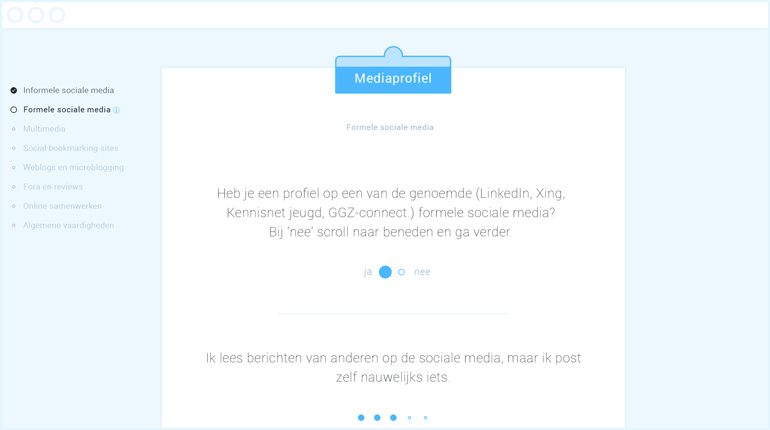 Mediaprofiel
Informele sociale media
Formele sociale media
Multimedia
Social bookmarking sites
Weblogs en microblogging
Fora en reviews
Online samenwerken
Algemene vaardigheden
Formele sociale media
Heb je een profiel op een van de genoemde (LinkedIn, Xing,
Kennisnet jeugd, GGZ-connect.) formele sociale media?
Bij ‘nee’ scroll naar beneden en ga verder.
ja nee
Ik lees berichten van anderen op de sociale media, maar ik post
zelf nauwelijks iets.